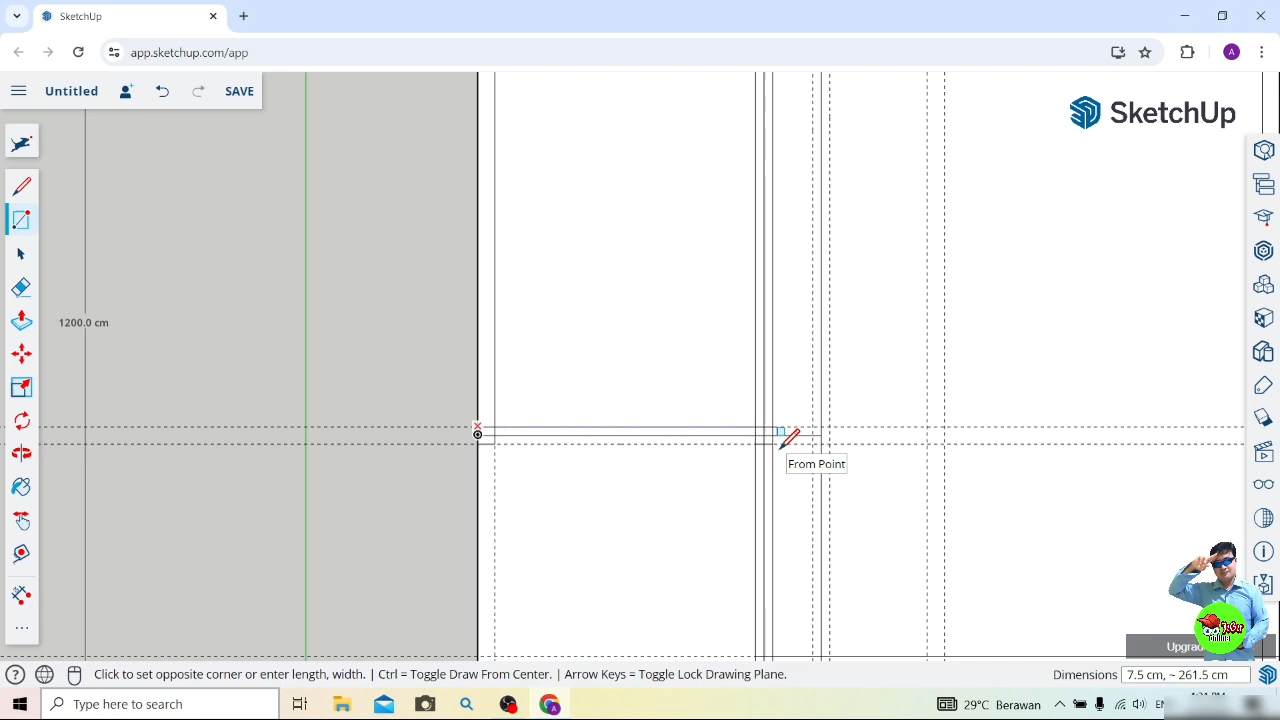 SketchUp
app.sketchup.com/app
A
Untitled
SAVE
SketchUp
1200.0 cm
From Point
Click to set opposite corner or enter length, width. | Ctrl = Toggle Draw From Center. | Arrow Keys = Toggle Lock Drawing Plane.
Dimensions 7.5 cm, ~ 261.5 cm
Type here to search
29°C Berawan